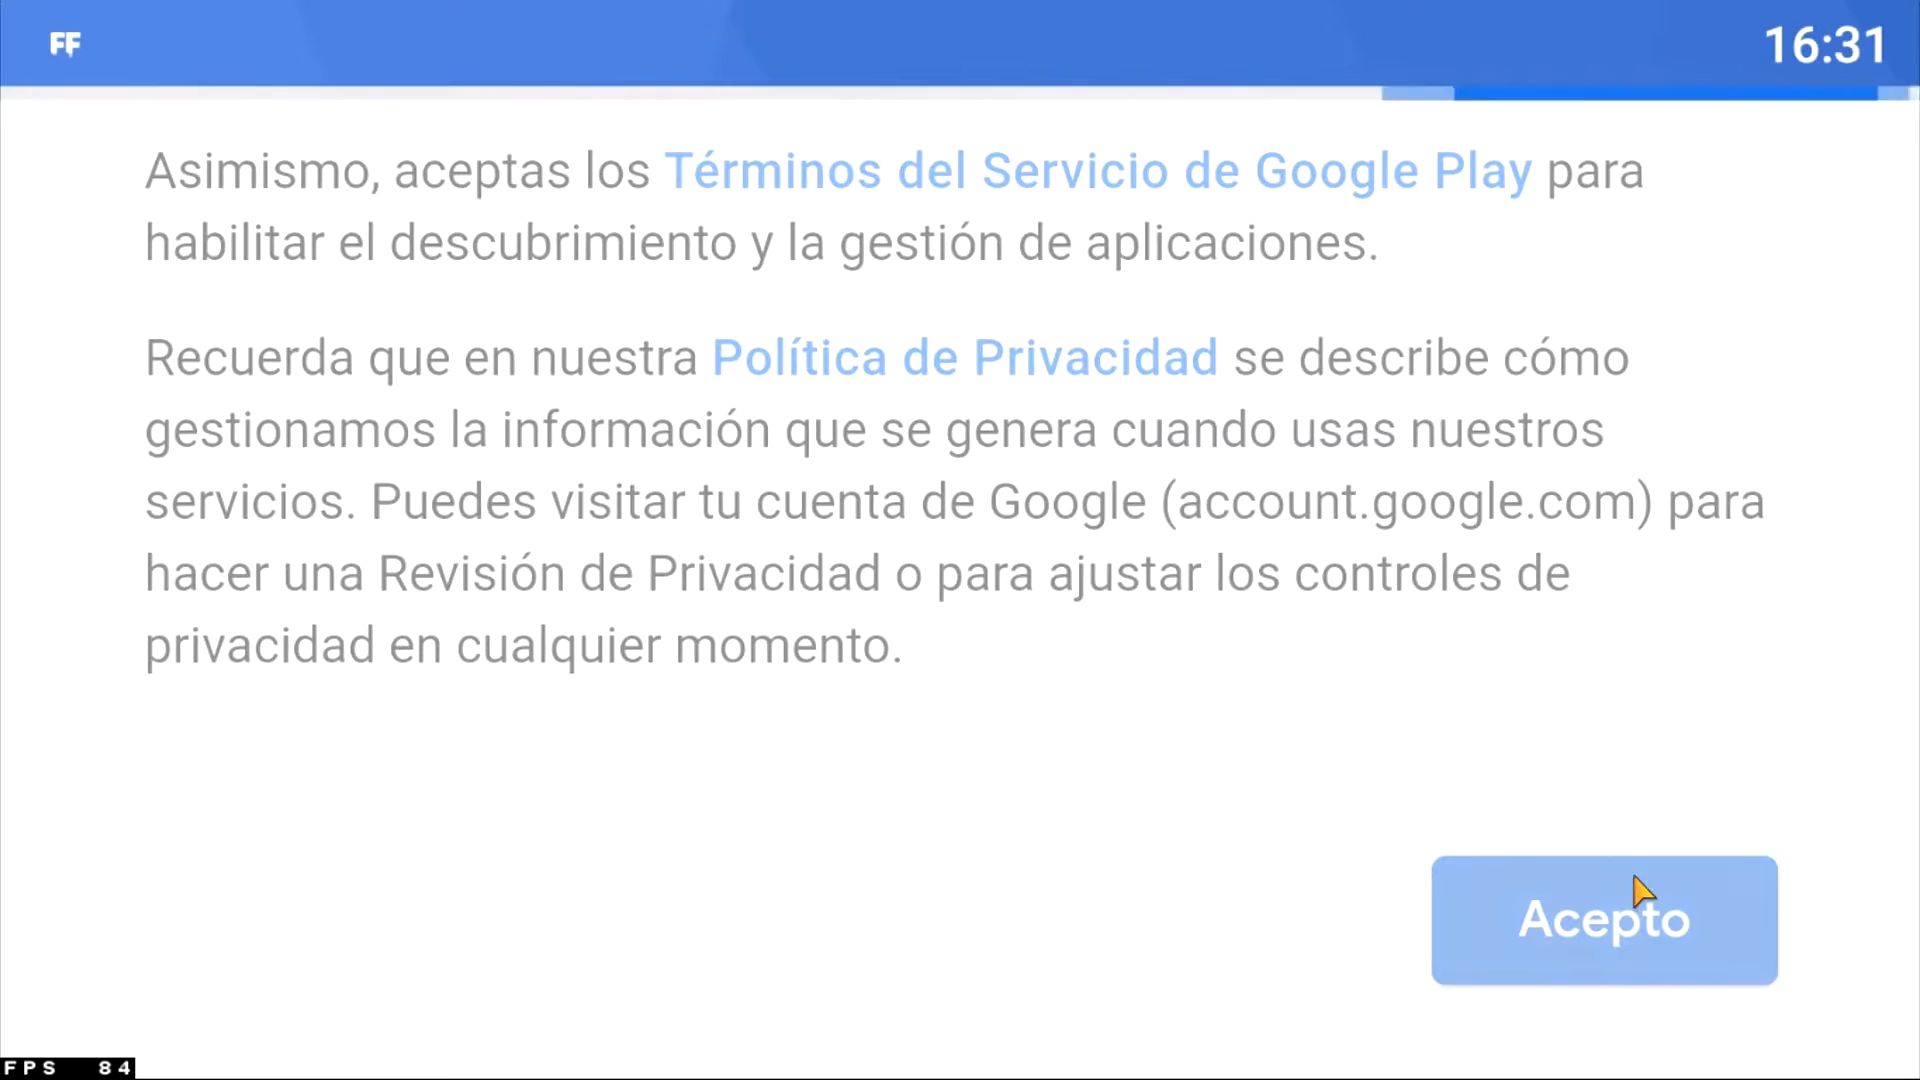 FF
16:31
Asimismo, aceptas los Términos del Servicio de Google Play para
habilitar el descubrimiento y la gestión de aplicaciones.
Recuerda que en nuestra Política de Privacidad se describe cómo
gestionamos la información que se genera cuando usas nuestros
servicios. Puedes visitar tu cuenta de Google (account.google.com) para
hacer una Revisión de Privacidad o para ajustar los controles de
privacidad en cualquier momento.
Acepto
FPS 84